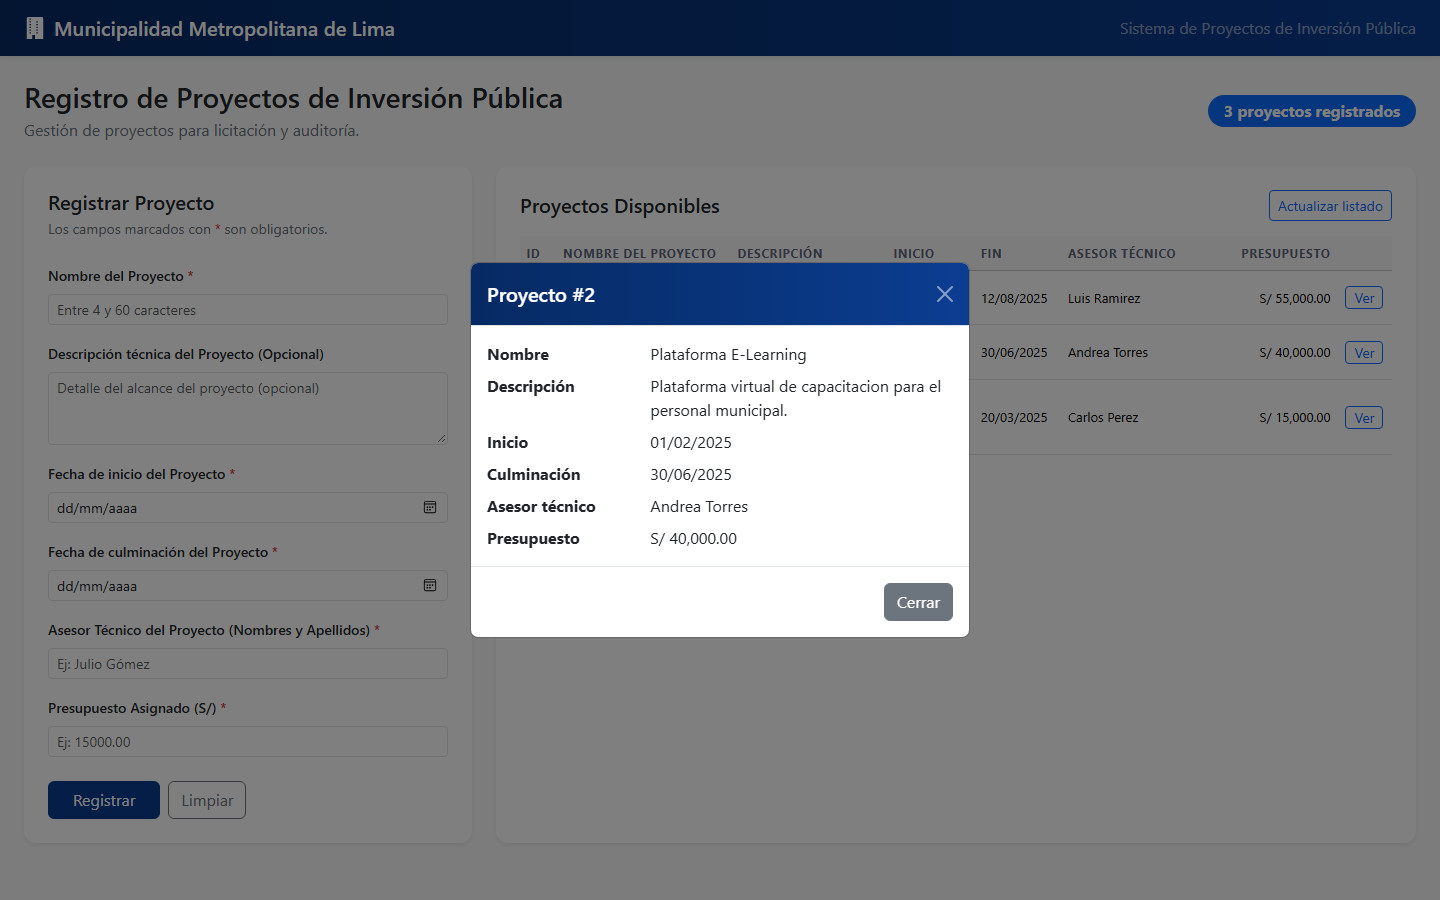 Municipalidad Metropolitana de Lima
Sistema de Proyectos de Inversión Pública
Registro de Proyectos de Inversión Pública
Gestión de proyectos para licitación y auditoría.
3 proyectos registrados
Registrar Proyecto
Los campos marcados con * son obligatorios.
Nombre del Proyecto *
Entre 4 y 60 caracteres
Descripción técnica del Proyecto (Opcional)
Detalle del alcance del proyecto (opcional)
Fecha de inicio del Proyecto *
dd/mm/aaaa
Fecha de culminación del Proyecto *
dd/mm/aaaa
Asesor Técnico del Proyecto (Nombres y Apellidos) *
Ej: Julio Gómez
Presupuesto Asignado (S/) *
Ej: 15000.00
Registrar Limpiar
Proyectos Disponibles
Actualizar listado
ID NOMBRE DEL PROYECTO DESCRIPCIÓN INICIO FIN ASESOR TÉCNICO PRESUPUESTO
12/08/2025 Luis Ramirez S/ 55,000.00 Ver
30/06/2025 Andrea Torres S/ 40,000.00 Ver
20/03/2025 Carlos Perez S/ 15,000.00 Ver
Proyecto #2
Nombre Plataforma E-Learning
Descripción Plataforma virtual de capacitacion para el
personal municipal.
Inicio 01/02/2025
Culminación 30/06/2025
Asesor técnico Andrea Torres
Presupuesto S/ 40,000.00
Cerrar